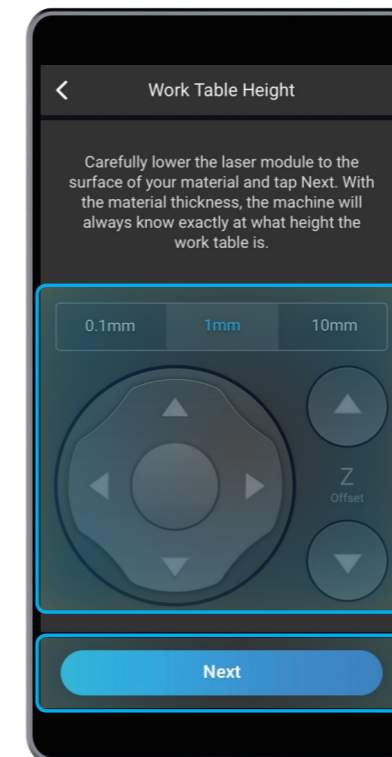 Work Table Height
Carefully lower the laser module to the
surface of your material and tap Next. With
the material thickness, the machine will
always know exactly at what height the
work table is.
0.1mm 1mm 10mm
Z
Offset
Next